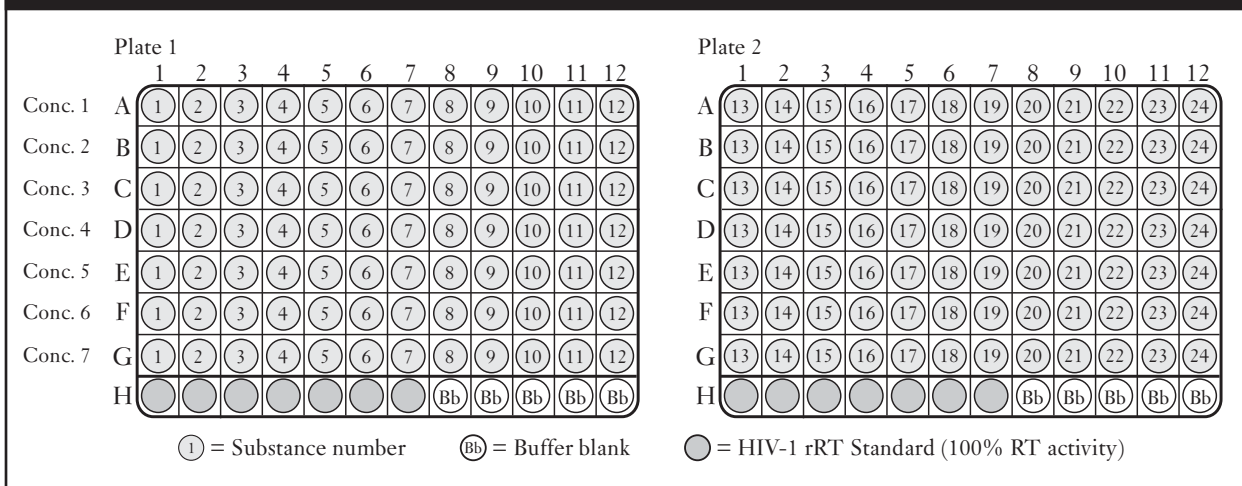 Plate 1
1 2 3 4 5 6 7 8 9 10 11 12
Conc. 1 A 1 2 3 4 5 6 7 8 9 10 11 12
Conc. 2 B 1 2 3 4 5 6 7 8 9 10 11 12
Conc. 3 C 1 2 3 4 5 6 7 8 9 10 11 12
Conc. 4 D 1 2 3 4 5 6 7 8 9 10 11 12
Conc. 5 E 1 2 3 4 5 6 7 8 9 10 11 12
Conc. 6 F 1 2 3 4 5 6 7 8 9 10 11 12
Conc. 7 G 1 2 3 4 5 6 7 8 9 10 11 12
H Bb Bb Bb Bb Bb
Plate 2
1 2 3 4 5 6 7 8 9 10 11 12
A 13 14 15 16 17 18 19 20 21 22 23 24
B 13 14 15 16 17 18 19 20 21 22 23 24
C 13 14 15 16 17 18 19 20 21 22 23 24
D 13 14 15 16 17 18 19 20 21 22 23 24
E 13 14 15 16 17 18 19 20 21 22 23 24
F 13 14 15 16 17 18 19 20 21 22 23 24
G 13 14 15 16 17 18 19 20 21 22 23 24
H Bb Bb Bb Bb Bb
1 = Substance number Bb = Buffer blank = HIV-1 rRT Standard (100% RT activity)